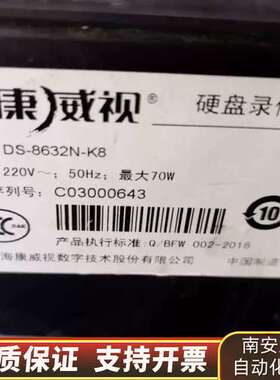 康威视® 硬盘录
DS-8632N-K8
220V~; 50Hz; 最大70W
序列号: C03000643
10
产品执行标准: Q/BFW 002-2016
海康威视数字技术股份有限公司 中国制造
质保证 支持开票
南安
自动化